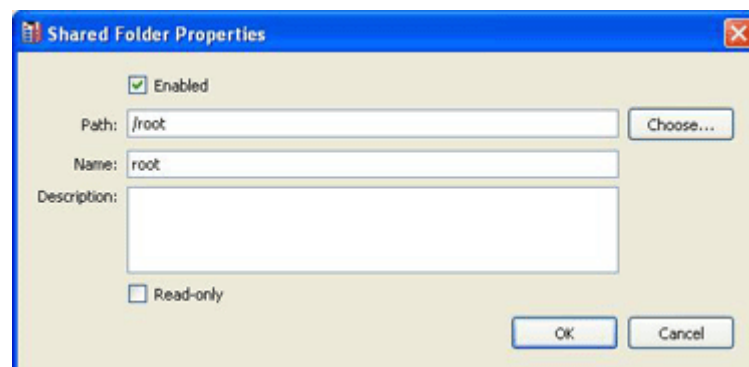 Shared Folder Properties
Enabled
Path: /root Choose...
Name: root
Description:
Read-only
OK Cancel